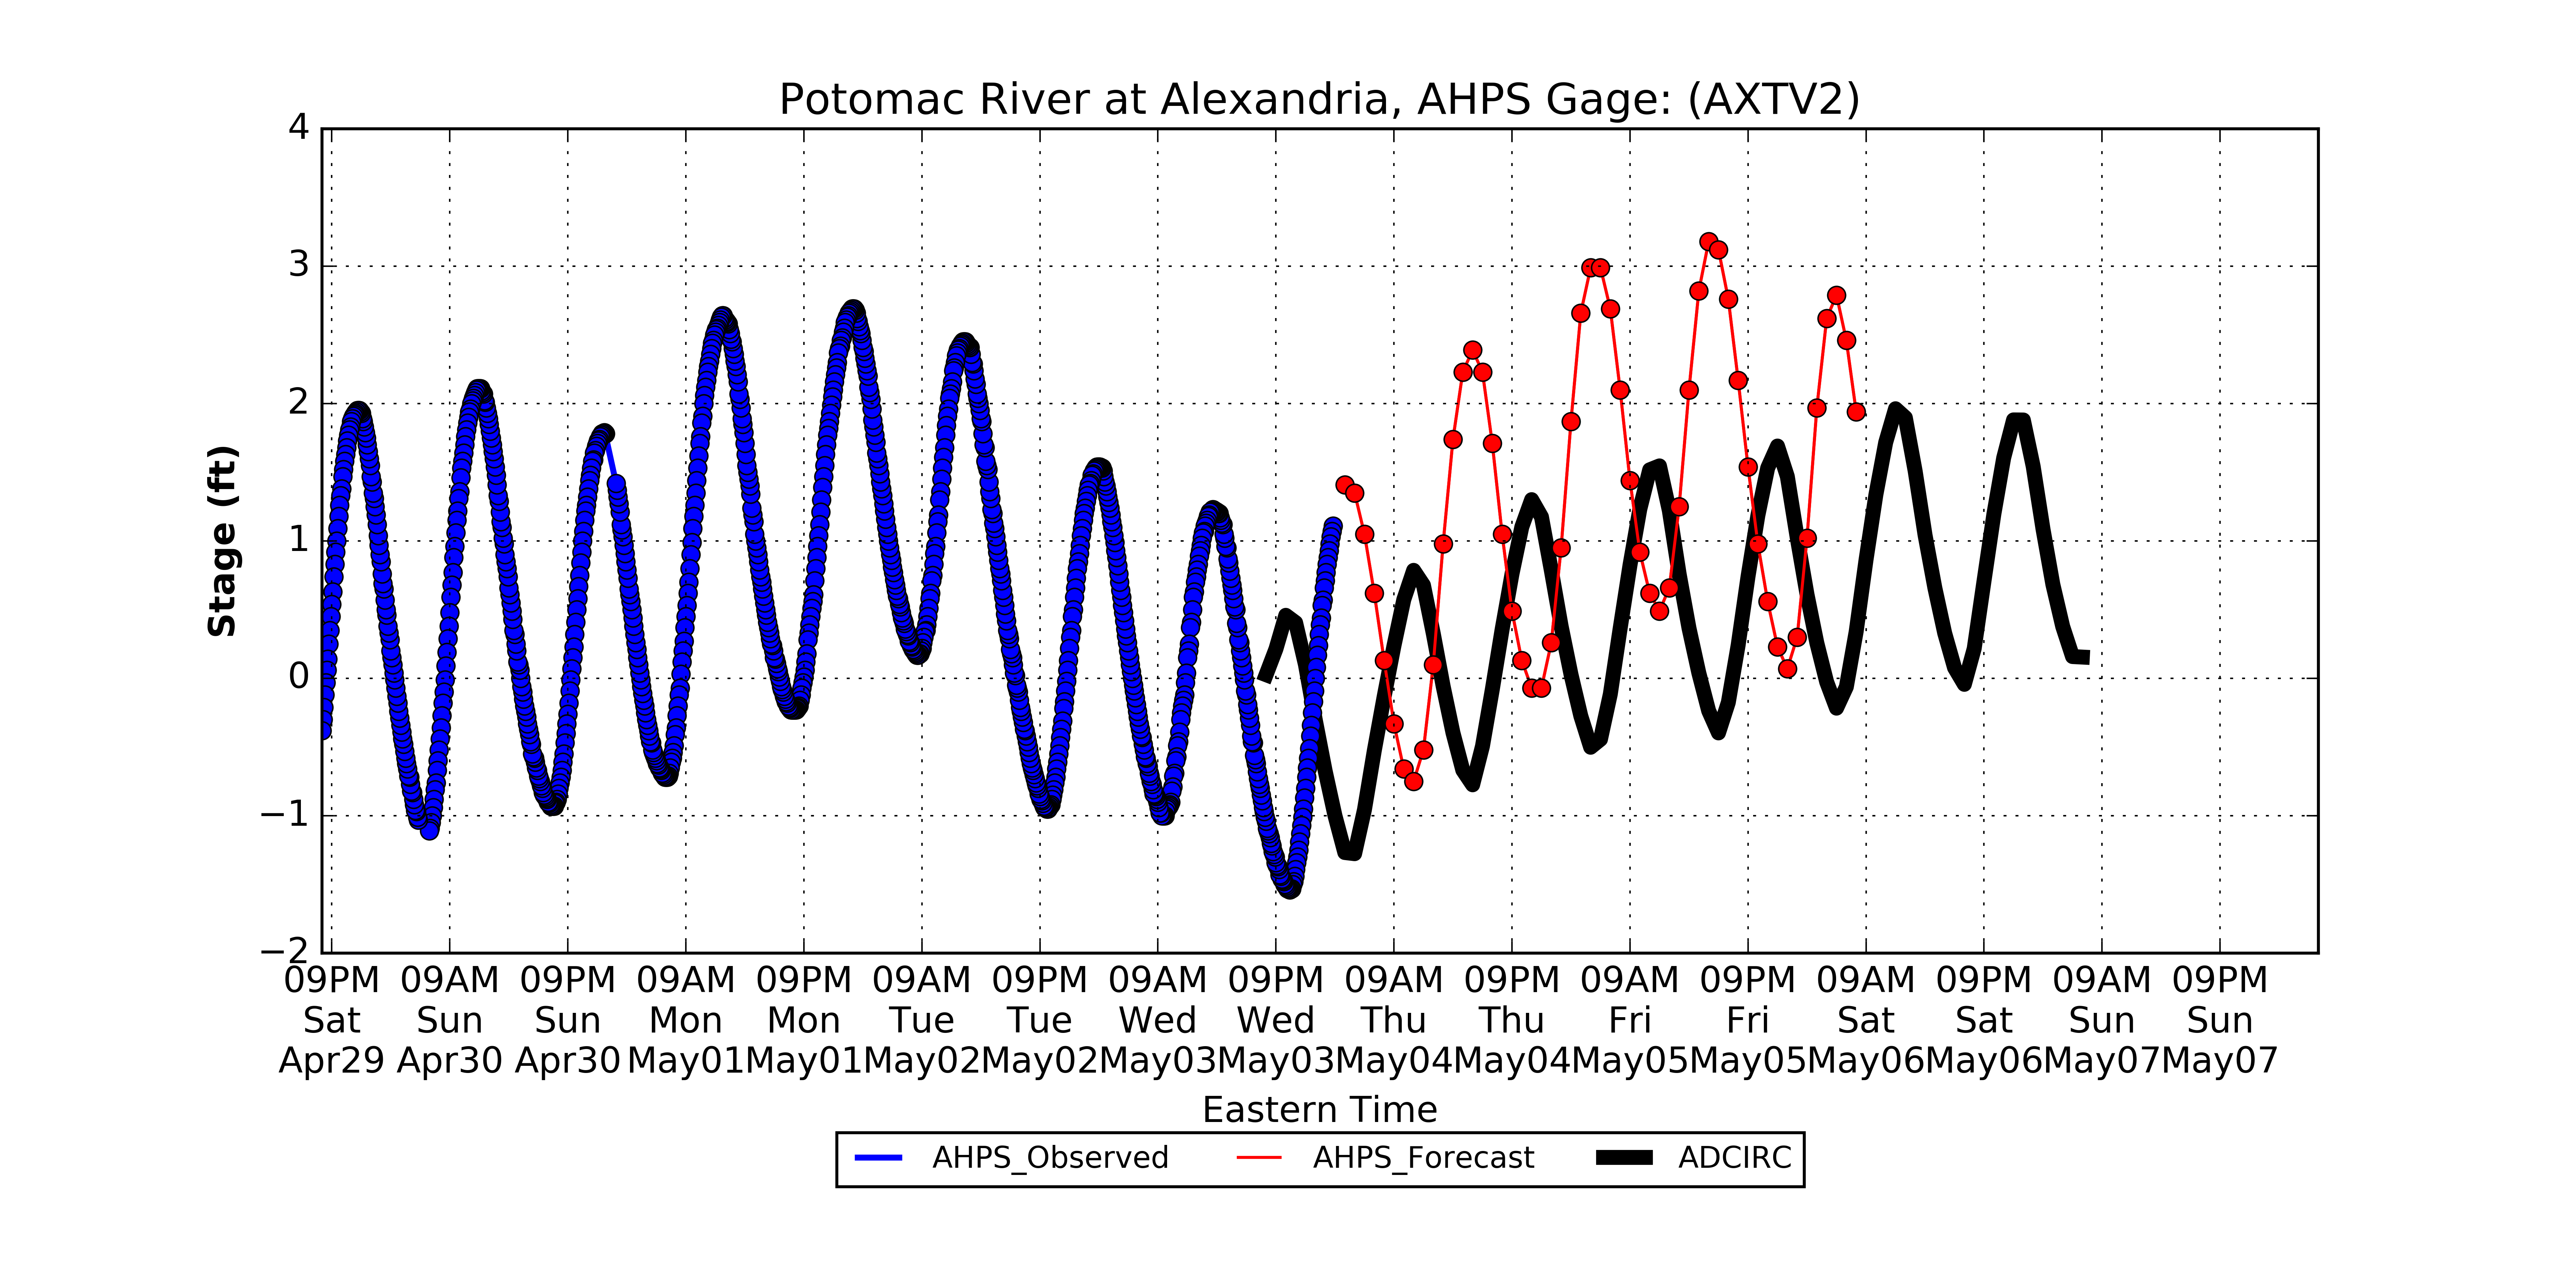 Potomac River at Alexandria, AHPS Gage: (AXTV2)
4
3
2
1
0
−1
−2
Stage (ft)
09PM 09AM 09PM 09AM 09PM 09AM 09PM 09AM 09PM 09AM 09PM 09AM 09PM 09AM 09PM 09AM 09PM
Sat Sun Sun Mon Mon Tue Tue Wed Wed Thu Thu Fri Fri Sat Sat Sun Sun
Apr29 Apr30 Apr30 May01 May01 May02 May02 May03 May03 May04 May04 May05 May05 May06 May06 May07 May07
Eastern Time
AHPS_Observed AHPS_Forecast ADCIRC